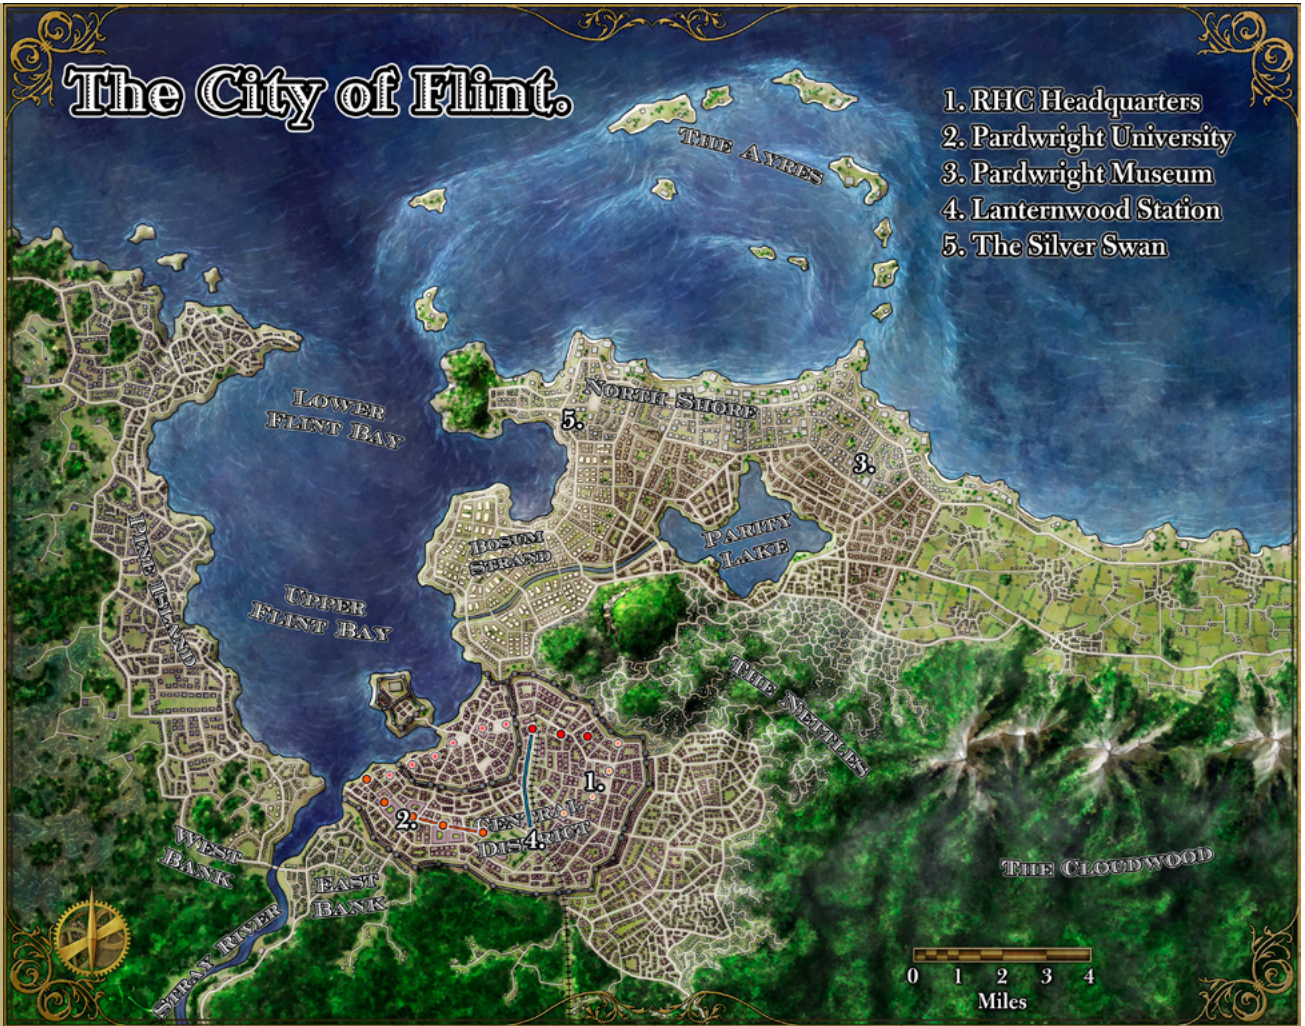 The City of Flint.
1. RHC Headquarters
2. Pardwright University
3. Pardwright Museum
4. Lanternwood Station
5. The Silver Swan
The Ayres
Lower
Flint Bay
North Shore
5.
3.
Pine Island
Bosum
Strand
Parity
Lake
Upper
Flint Bay
The Nettles
1.
2.
Central
District
4.
West
Bank
East
Bank
The Cloudwood
Stray River
0 1 2 3 4
Miles